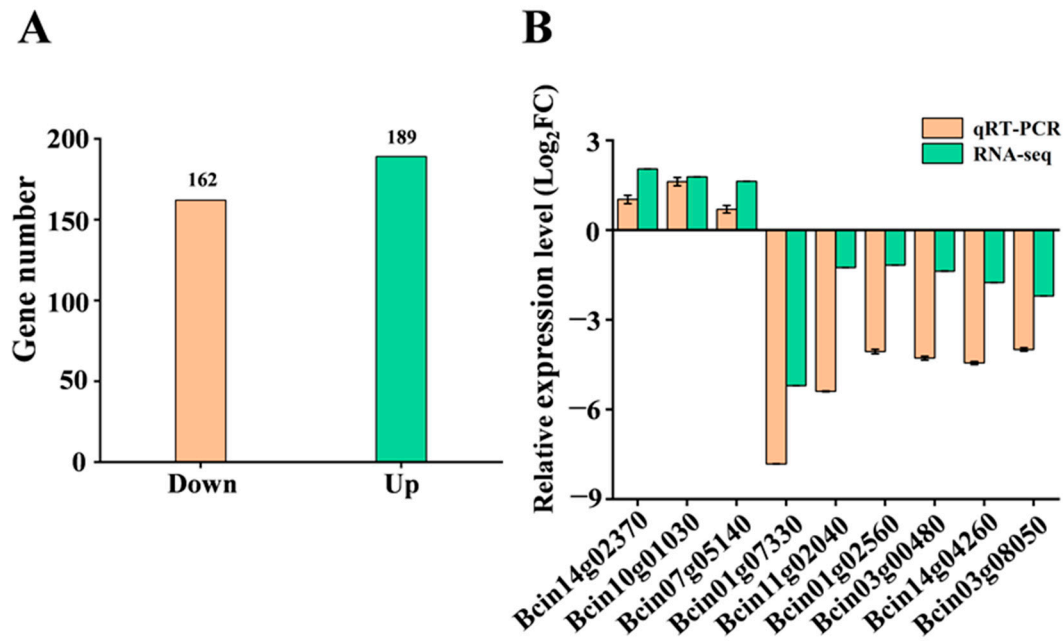 A
Gene number
200
150
100
50
0
162
189
Down
Up
B
Relative expression level (Log₂FC)
qRT-PCR
RNA-seq
3
0
−3
−6
−9
Bcin14g02370
Bcin10g01030
Bcin07g05140
Bcin01g07330
Bcin11g02040
Bcin01g02560
Bcin03g00480
Bcin14g04260
Bcin03g08050